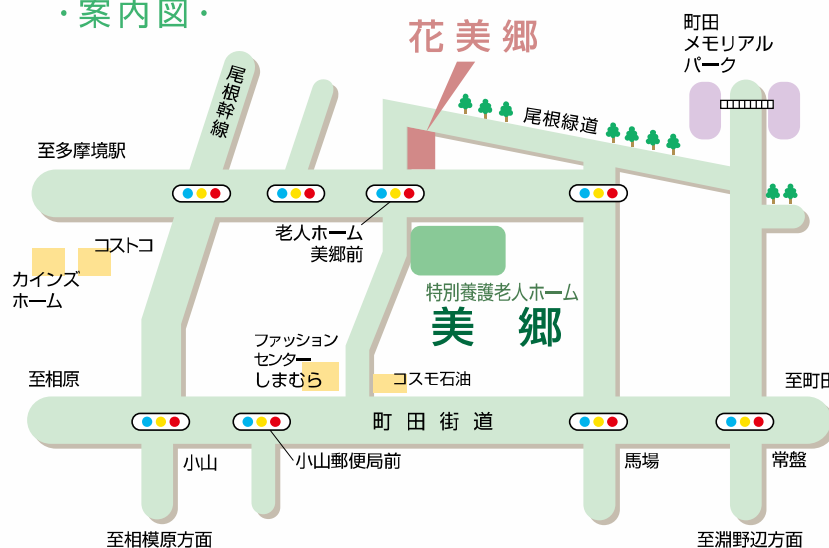 ・案内図・
花美郷
町田
メモリアル
パーク
尾根幹線
尾根緑道
至多摩境駅
老人ホーム
美郷前
コストコ
カインズ
ホーム
特別養護老人ホーム
美郷
ファッション
センター
しまむら
コスモ石油
至相原
至町田
町田街道
小山
小山郵便局前
馬場
常盤
至相模原方面
至淵野辺方面